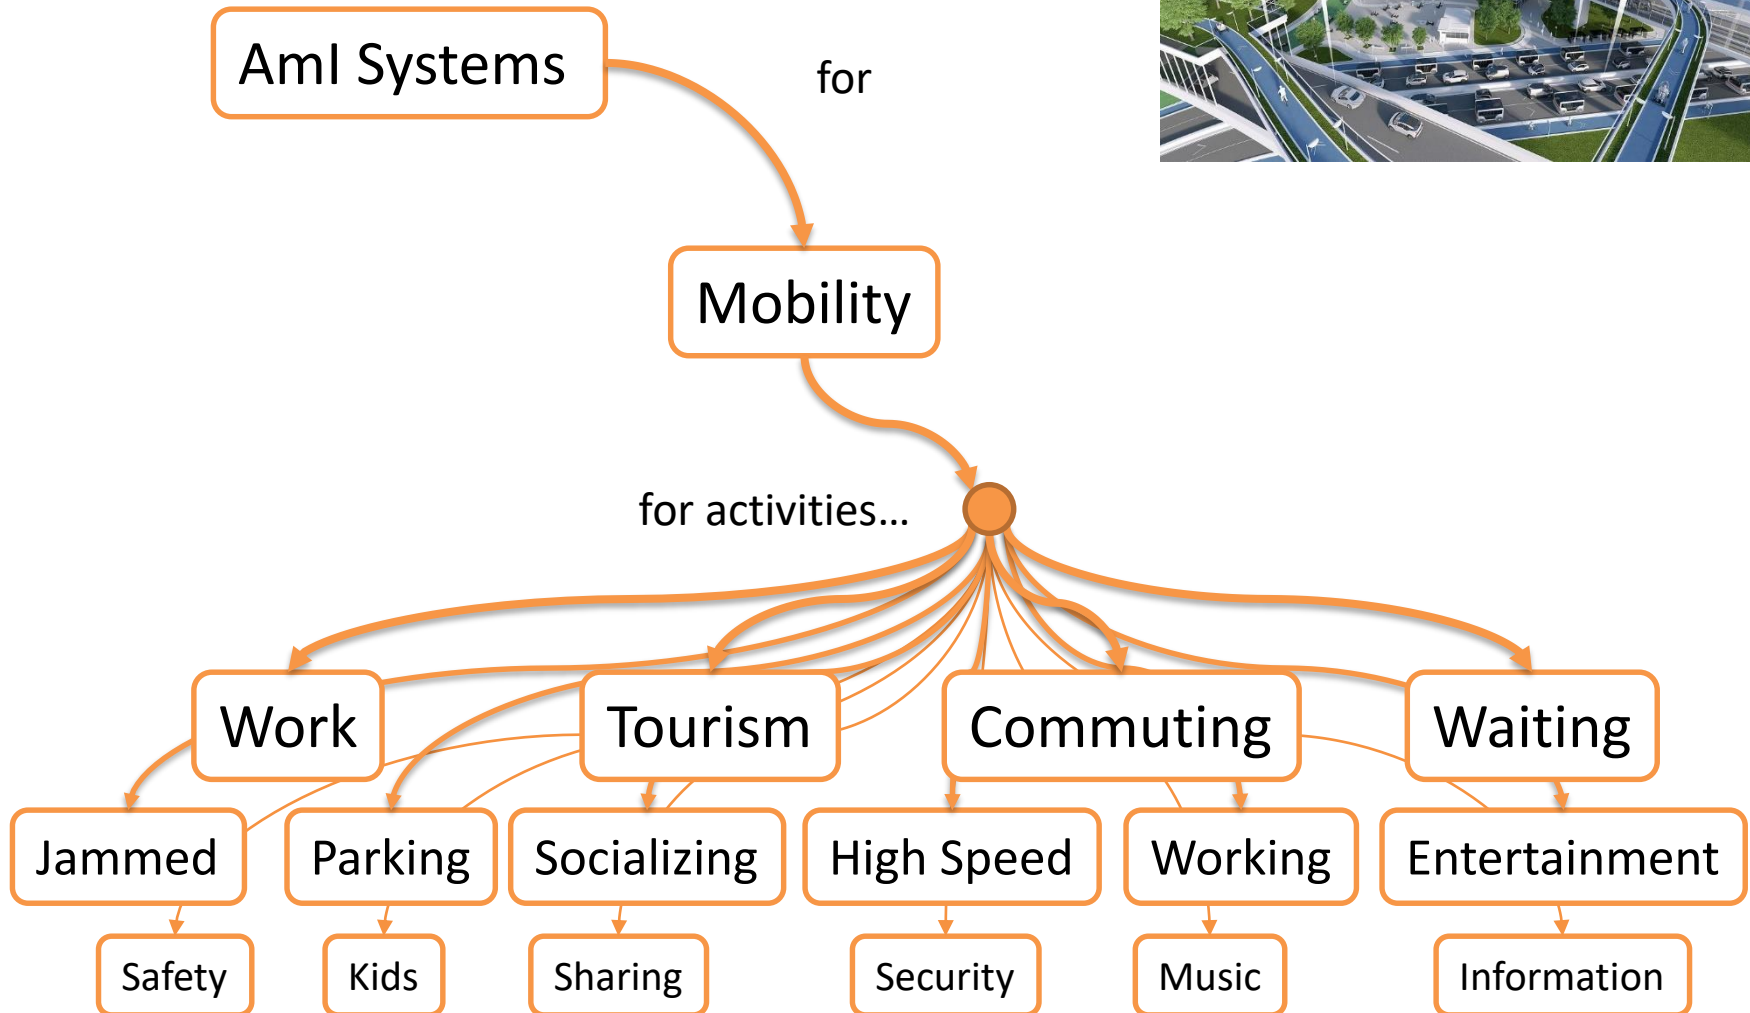 AmI Systems
for
Mobility
for activities…
Work
Tourism
Commuting
Waiting
Jammed
Parking
Socializing
High Speed
Working
Entertainment
Safety
Kids
Sharing
Security
Music
Information